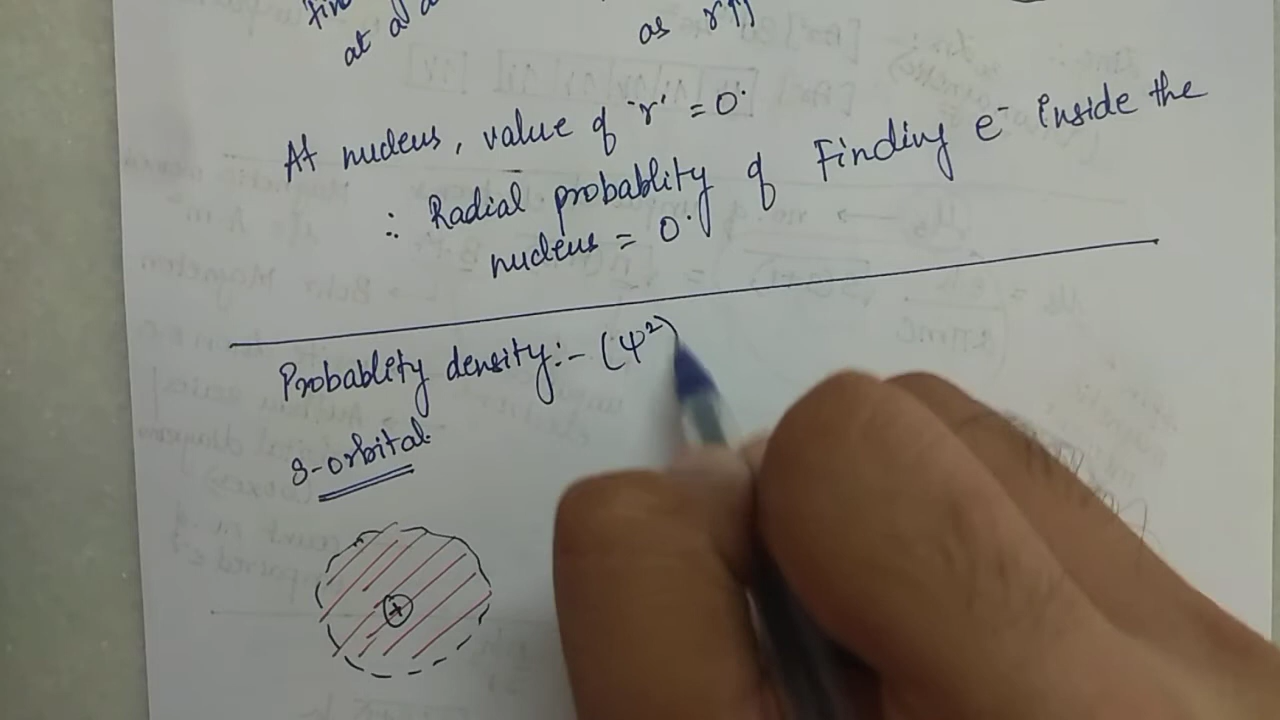 at a
as r↑↑
At nucleus, value of 'r' = 0.
∴ Radial probablity of Finding e⁻ inside the
nucleus = 0.
Probablity density:- (ψ²)
s-orbital.
+